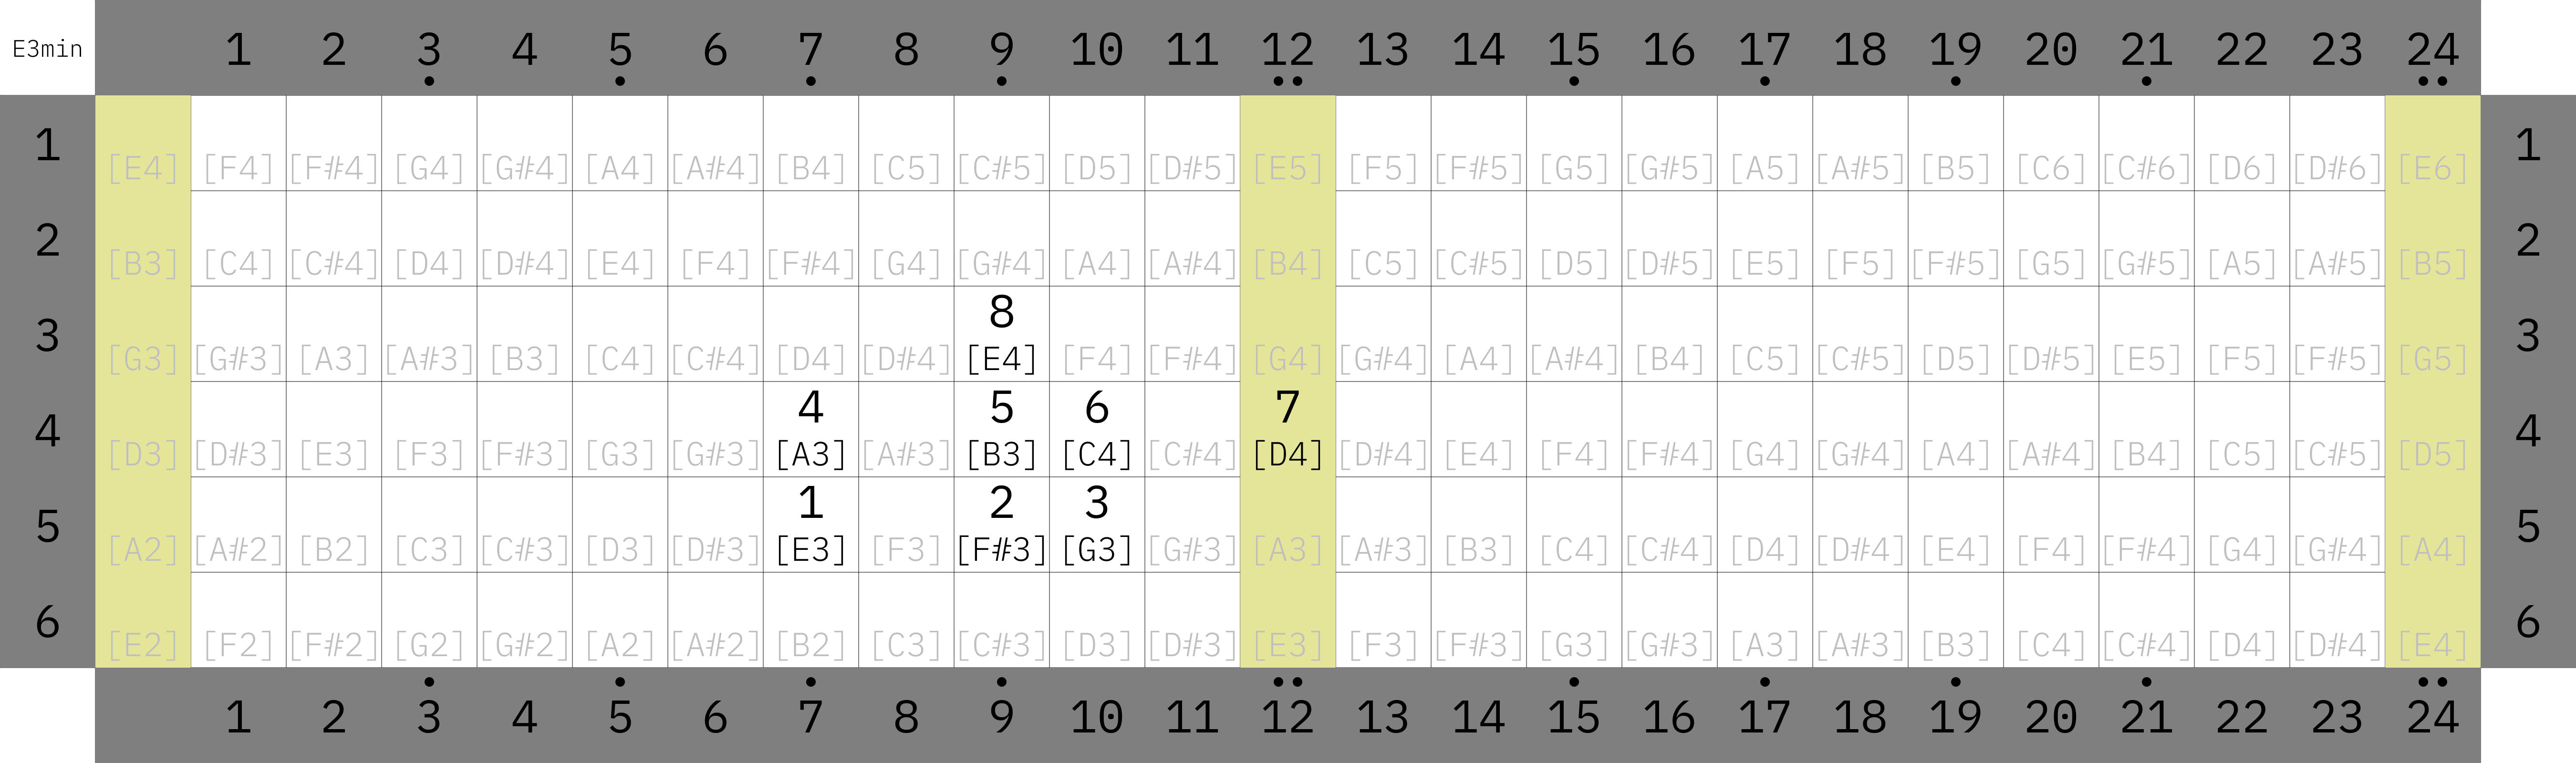 E3min 1 2 3 4 5 6 7 8 9 10 11 12 13 14 15 16 17 18 19 20 21 22 23 24
1 [E4] [F4] [F#4] [G4] [G#4] [A4] [A#4] [B4] [C5] [C#5] [D5] [D#5] [E5] [F5] [F#5] [G5] [G#5] [A5] [A#5] [B5] [C6] [C#6] [D6] [D#6] [E6] 1
2 [B3] [C4] [C#4] [D4] [D#4] [E4] [F4] [F#4] [G4] [G#4] [A4] [A#4] [B4] [C5] [C#5] [D5] [D#5] [E5] [F5] [F#5] [G5] [G#5] [A5] [A#5] [B5] 2
8
3 [G3] [G#3] [A3] [A#3] [B3] [C4] [C#4] [D4] [D#4] [E4] [F4] [F#4] [G4] [G#4] [A4] [A#4] [B4] [C5] [C#5] [D5] [D#5] [E5] [F5] [F#5] [G5] 3
4 5 6 7
4 [D3] [D#3] [E3] [F3] [F#3] [G3] [G#3] [A3] [A#3] [B3] [C4] [C#4] [D4] [D#4] [E4] [F4] [F#4] [G4] [G#4] [A4] [A#4] [B4] [C5] [C#5] [D5] 4
1 2 3
5 [A2] [A#2] [B2] [C3] [C#3] [D3] [D#3] [E3] [F3] [F#3] [G3] [G#3] [A3] [A#3] [B3] [C4] [C#4] [D4] [D#4] [E4] [F4] [F#4] [G4] [G#4] [A4] 5
6 [E2] [F2] [F#2] [G2] [G#2] [A2] [A#2] [B2] [C3] [C#3] [D3] [D#3] [E3] [F3] [F#3] [G3] [G#3] [A3] [A#3] [B3] [C4] [C#4] [D4] [D#4] [E4] 6
1 2 3 4 5 6 7 8 9 10 11 12 13 14 15 16 17 18 19 20 21 22 23 24